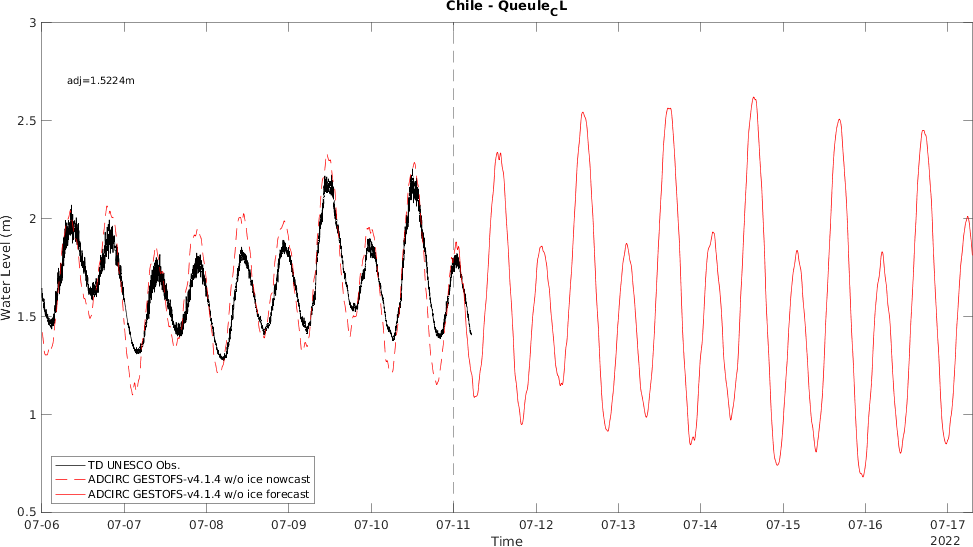 Chile - Queule_CL
3
adj=1.5224m
2.5
2
Water Level (m)
1.5
1
TD UNESCO Obs.
ADCIRC GESTOFS-v4.1.4 w/o ice nowcast
ADCIRC GESTOFS-v4.1.4 w/o ice forecast
0.5
07-06 07-07 07-08 07-09 07-10 07-11 07-12 07-13 07-14 07-15 07-16 07-17
Time 2022